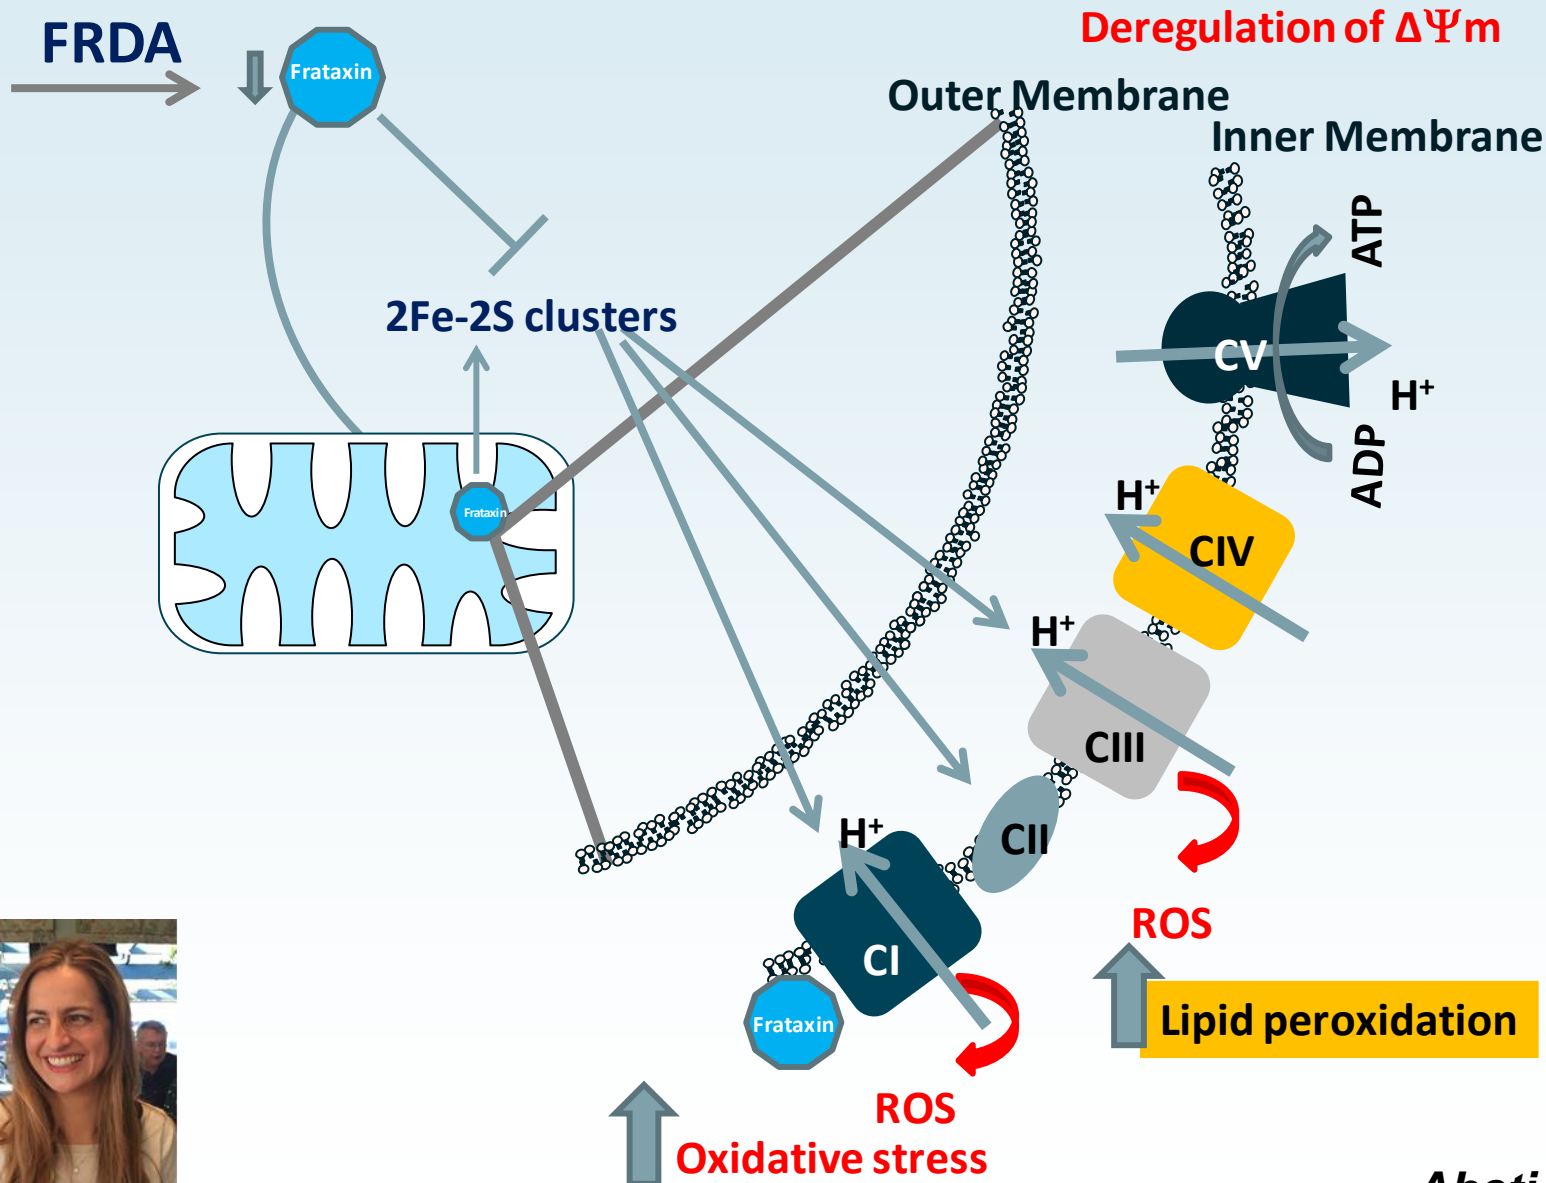 FRDA
Frataxin
Deregulation of ΔΨm
Outer Membrane
Inner Membrane
ATP
2Fe-2S clusters
CV
H⁺
ADP
H⁺
Frataxin
CIV
H⁺
CIII
H⁺
CII
ROS
CI
Lipid peroxidation
Frataxin
ROS
Oxidative stress